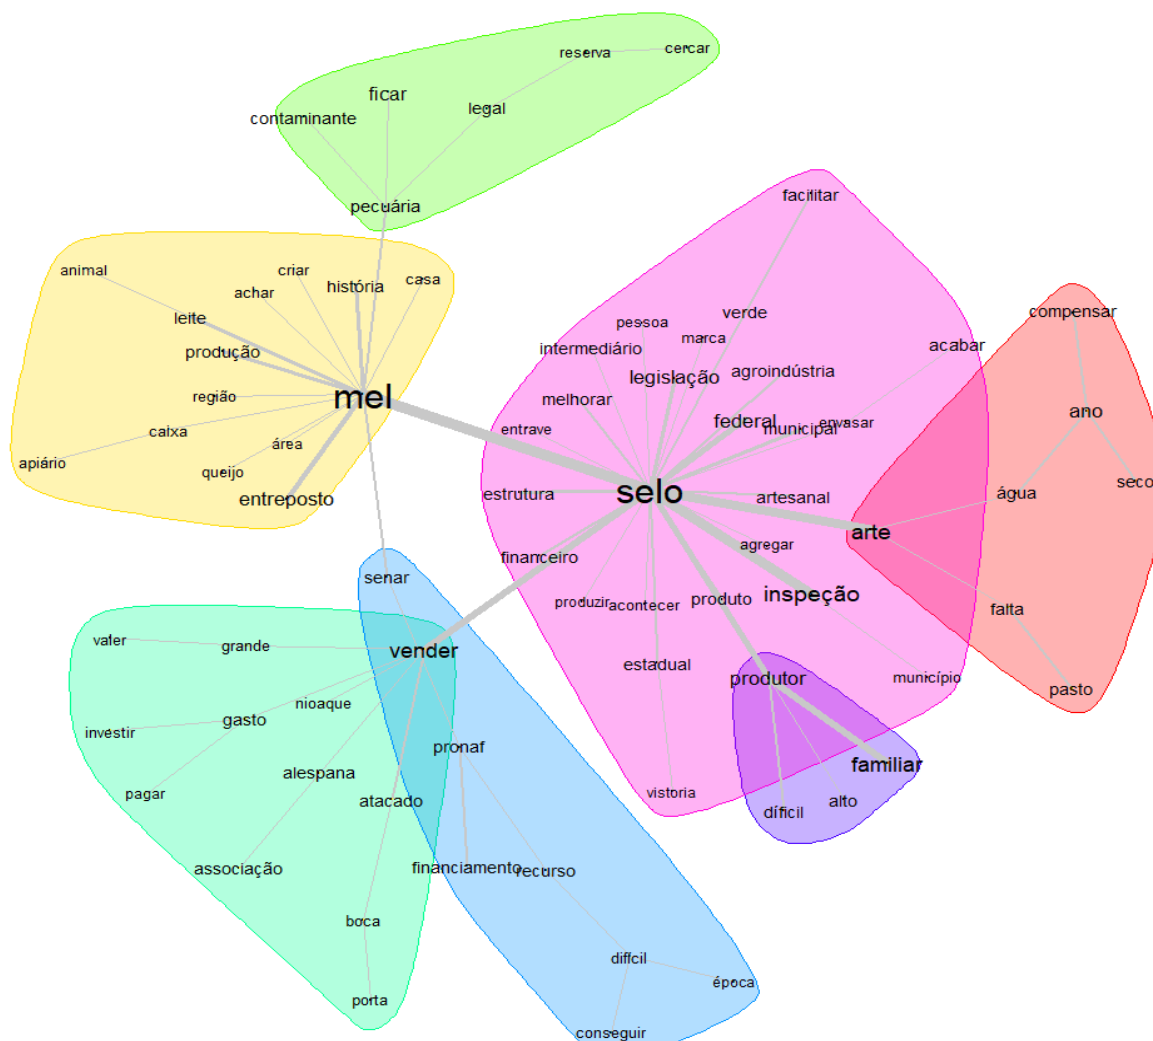 reserva
cercar
ficar
contaminante
legal
pecuária
animal
criar
história
casa
achar
leite
produção
mel
região
caixa
apiário
área
queijo
entreposto
facilitar
pessoa
verde
intermediário
marca
acabar
legislação
agroindústria
melhorar
federal
municipal
envasar
entrave
selo
estrutura
artesanal
arte
financeiro
agregar
produzir
acontecer
produto
inspeção
estadual
produtor
município
familiar
vistoria
díficil
alto
compensar
ano
seco
água
falta
pasto
senar
valer
grande
vender
nioaque
investir
gasto
pronaf
alespana
pagar
atacado
associação
financiamento
recurso
boca
porta
diffcil
época
conseguir